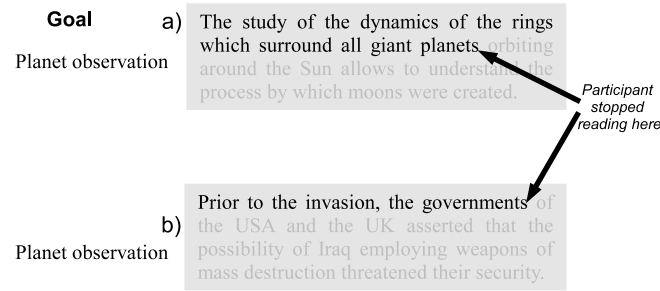 Goal
a)
The study of the dynamics of the rings
which surround all giant planets orbiting
around the Sun allows to understand the
process by which moons were created.
Planet observation
Participant
stopped
reading here
b)
Prior to the invasion, the governments of
the USA and the UK asserted that the
possibility of Iraq employing weapons of
mass destruction threatened their security.
Planet observation